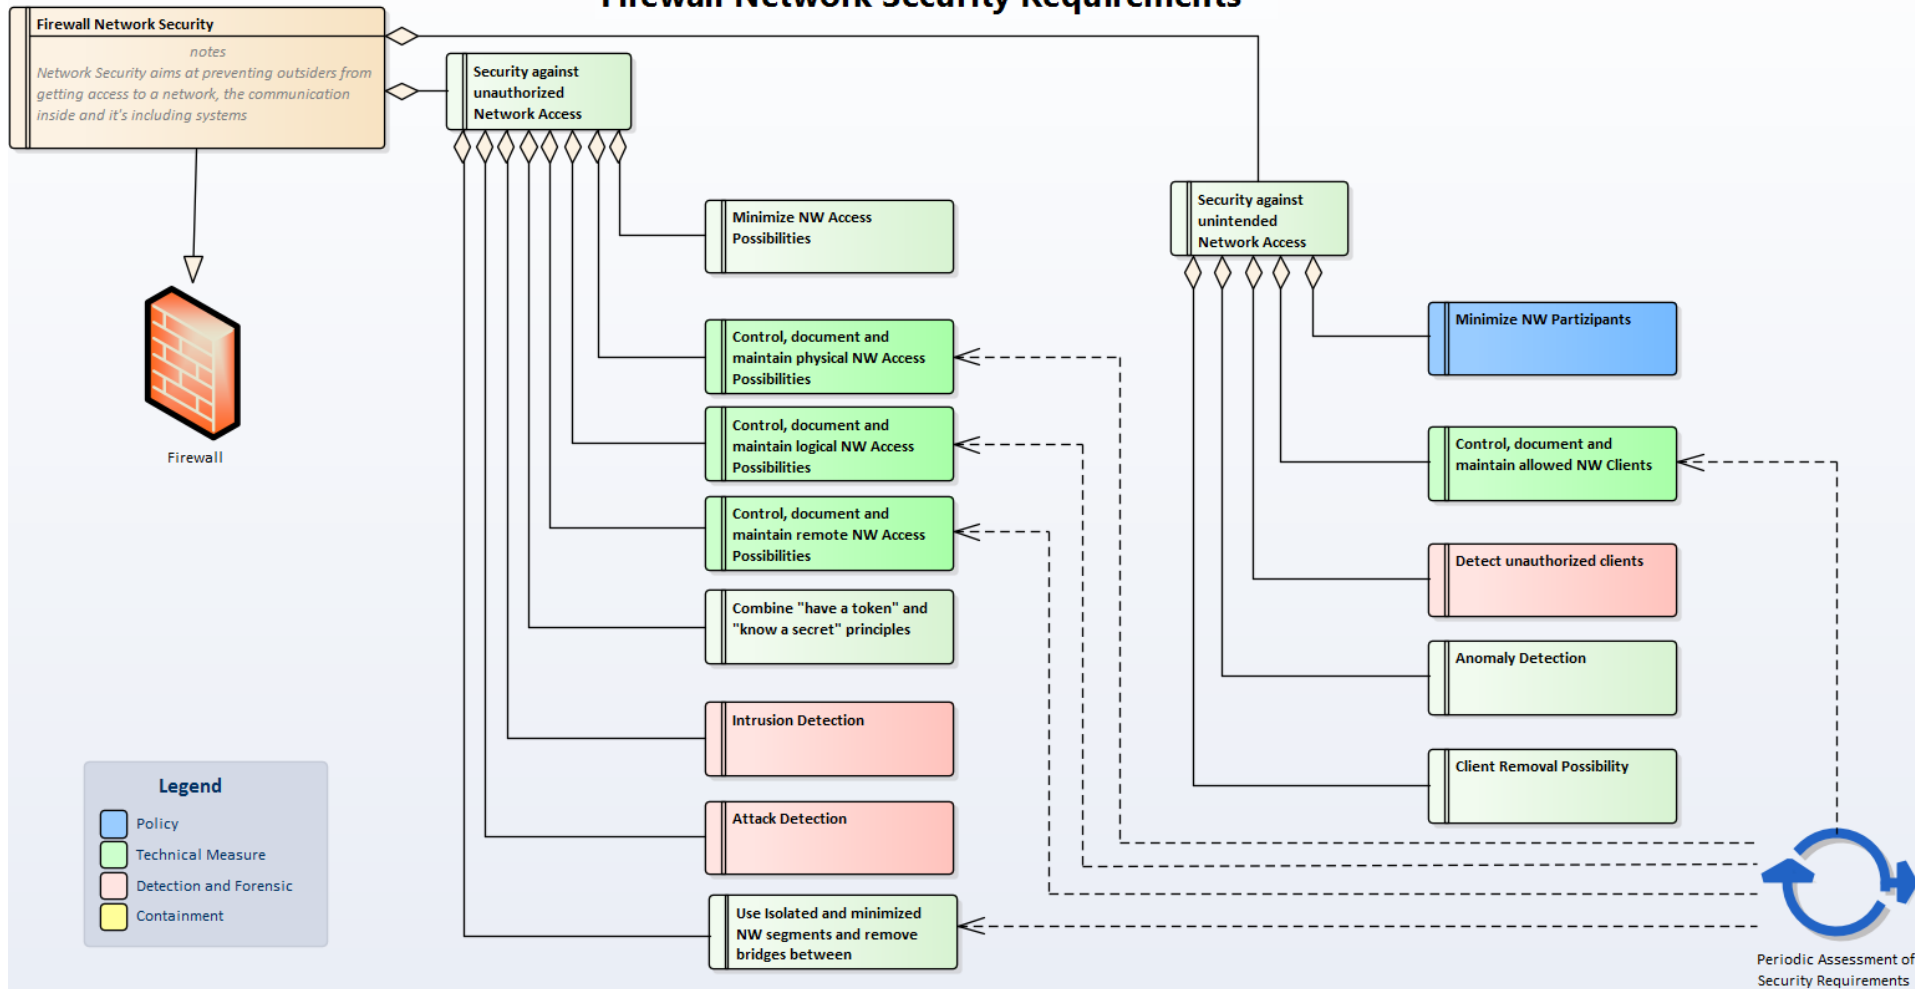 Firewall Network Security Requirements
Firewall Network Security
notes
Network Security aims at preventing outsiders from
getting access to a network, the communication
inside and it's including systems
Security against
unauthorized
Network Access
Security against
unintended
Network Access
Minimize NW Access
Possibilities
Control, document and
maintain physical NW Access
Possibilities
Control, document and
maintain logical NW Access
Possibilities
Control, document and
maintain remote NW Access
Possibilities
Combine "have a token" and
"know a secret" principles
Intrusion Detection
Attack Detection
Use Isolated and minimized
NW segments and remove
bridges between
Minimize NW Partizipants
Control, document and
maintain allowed NW Clients
Detect unauthorized clients
Anomaly Detection
Client Removal Possibility
Firewall
Legend
Policy
Technical Measure
Detection and Forensic
Containment
Periodic Assessment of
Security Requirements